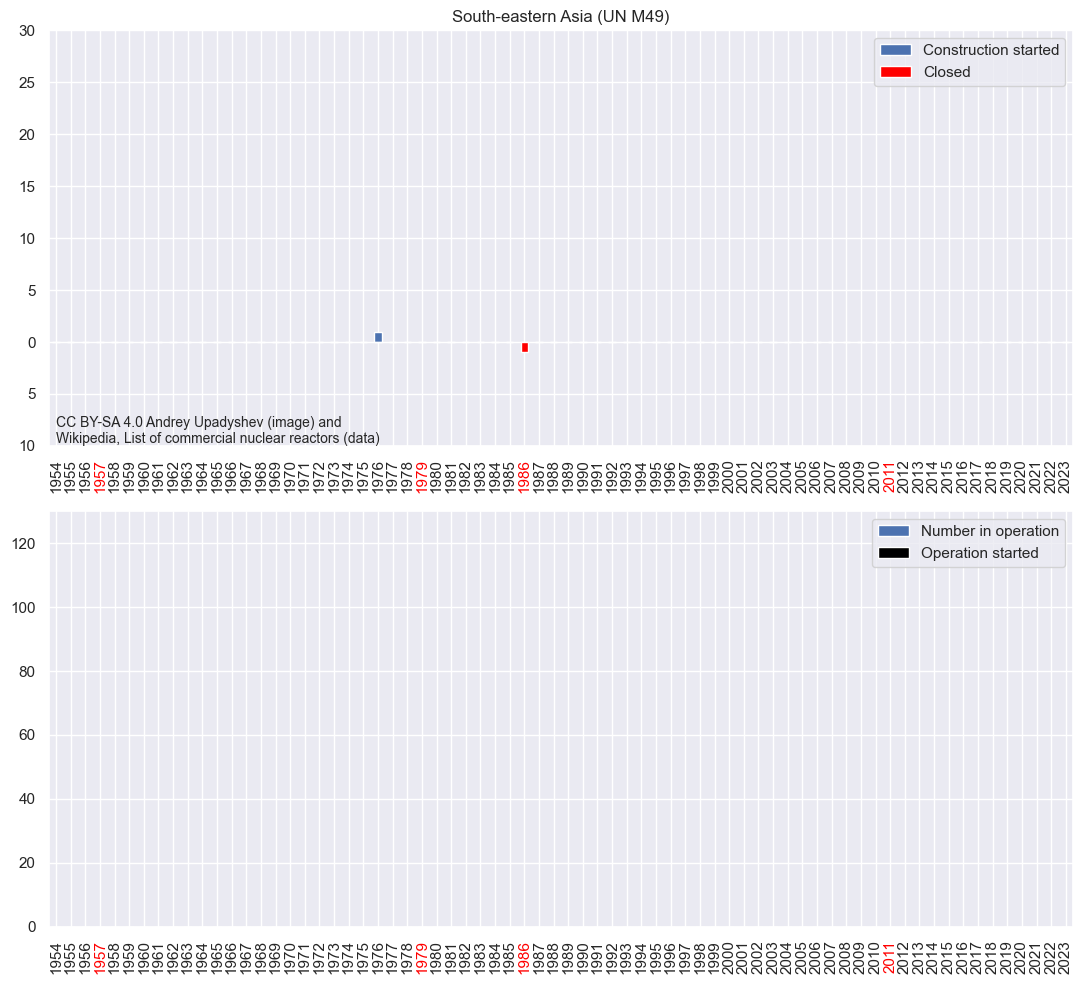 South-eastern Asia (UN M49)
30
25
20
15
10
5
0
5
10
Construction started
Closed
CC BY-SA 4.0 Andrey Upadyshev (image) and
Wikipedia, List of commercial nuclear reactors (data)
1954 1955 1956 1957 1958 1959 1960 1961 1962 1963 1964 1965 1966 1967 1968 1969 1970 1971 1972 1973 1974 1975 1976 1977 1978 1979 1980 1981 1982 1983 1984 1985 1986 1987 1988 1989 1990 1991 1992 1993 1994 1995 1996 1997 1998 1999 2000 2001 2002 2003 2004 2005 2006 2007 2008 2009 2010 2011 2012 2013 2014 2015 2016 2017 2018 2019 2020 2021 2022 2023
120
100
80
60
40
20
0
Number in operation
Operation started
1954 1955 1956 1957 1958 1959 1960 1961 1962 1963 1964 1965 1966 1967 1968 1969 1970 1971 1972 1973 1974 1975 1976 1977 1978 1979 1980 1981 1982 1983 1984 1985 1986 1987 1988 1989 1990 1991 1992 1993 1994 1995 1996 1997 1998 1999 2000 2001 2002 2003 2004 2005 2006 2007 2008 2009 2010 2011 2012 2013 2014 2015 2016 2017 2018 2019 2020 2021 2022 2023